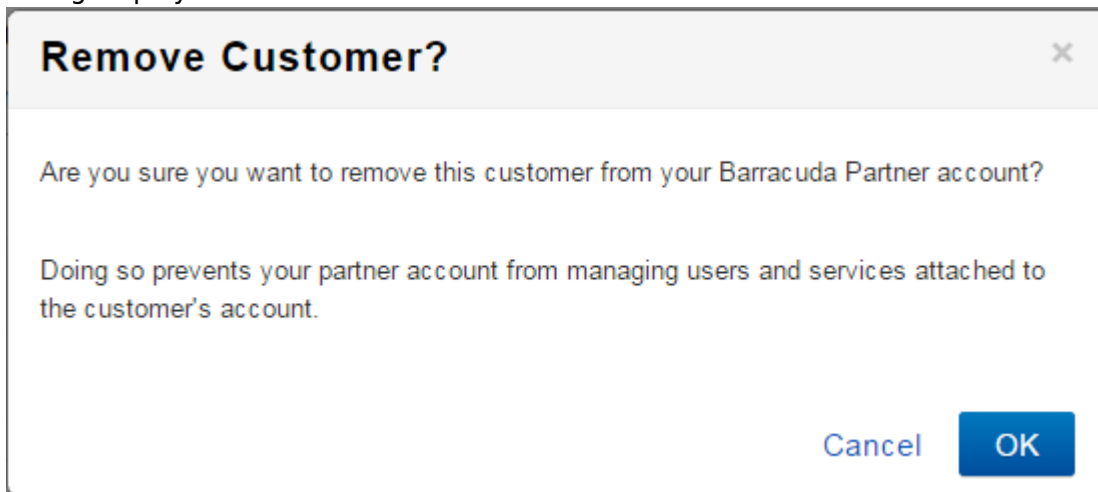 Remove Customer?
×
Are you sure you want to remove this customer from your Barracuda Partner account?
Doing so prevents your partner account from managing users and services attached to
the customer's account.
Cancel OK